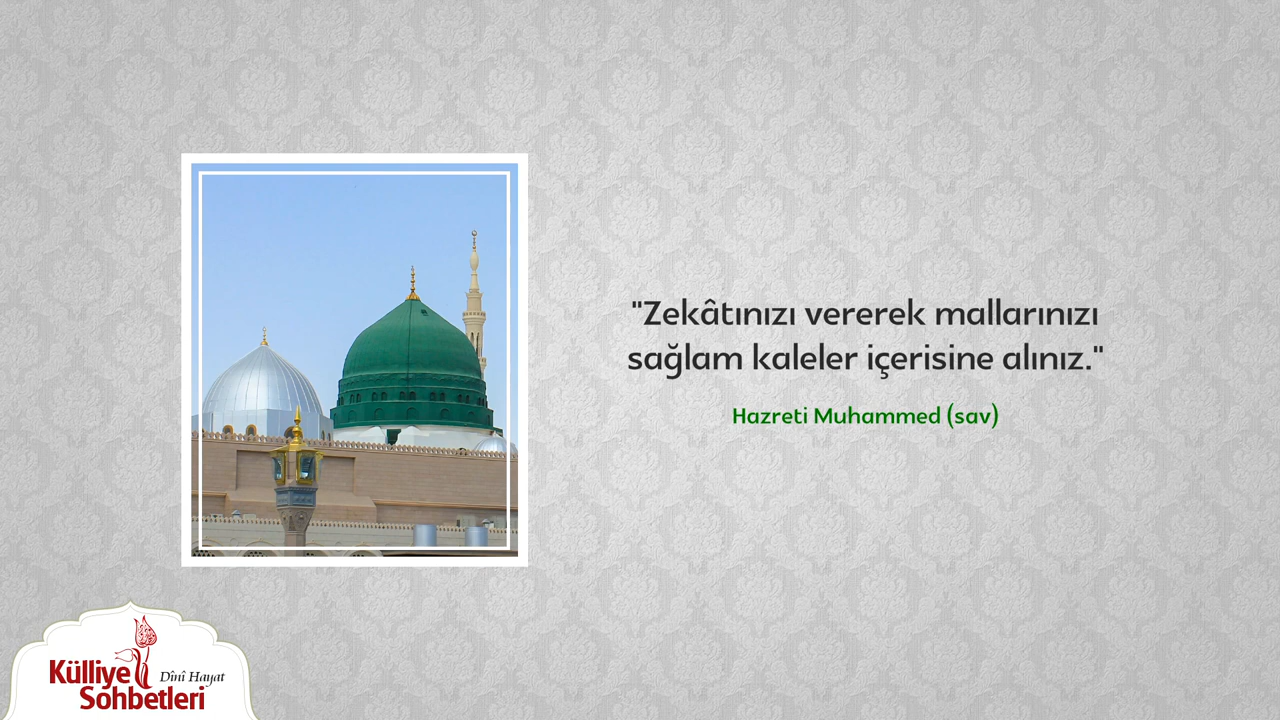 "Zekâtınızı vererek mallarınızı
sağlam kaleler içerisine alınız."
Hazreti Muhammed (sav)
Külliye
Dînî Hayat
Sohbetleri